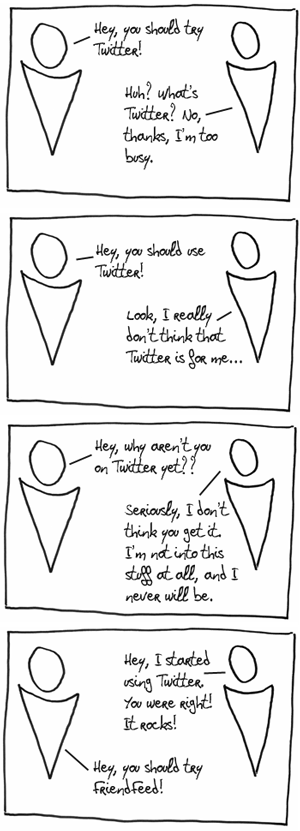 Hey, you should try
Twitter!
Huh? What's
Twitter? No,
thanks, I'm too
busy.
Hey, you should use
Twitter!
Look, I really
don't think that
Twitter is for me...
Hey, why aren't you
on Twitter yet??
Seriously, I don't
think you get it.
I'm not into this
stuff at all, and I
never will be.
Hey, I started
using Twitter.
You were right!
It rocks!
Hey, you should try
FriendFeed!